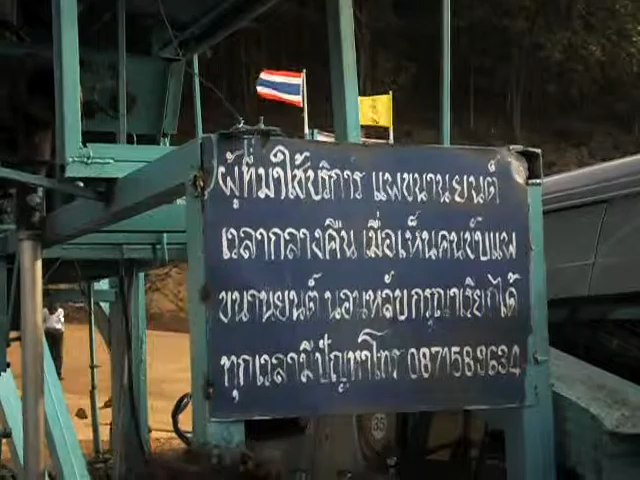 ผู้ที่มาใช้บริการ แพขนานยนต์
เวลากลางคืน เมื่อเห็นคนขับแพ
ขนานยนต์ นอนหลับกรุณาเรียกได้
ทุกเวลามีปัญหาโทร 0871589634
35